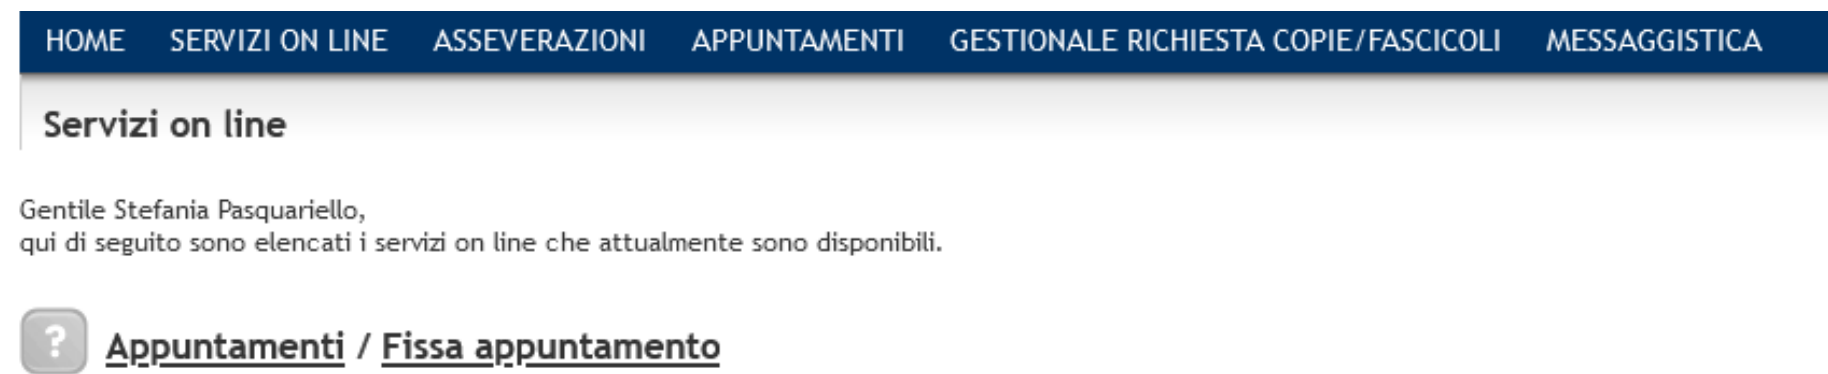 HOME SERVIZI ON LINE ASSEVERAZIONI APPUNTAMENTI GESTIONALE RICHIESTA COPIE/FASCICOLI MESSAGGISTICA
Servizi on line
Gentile Stefania Pasquariello,
qui di seguito sono elencati i servizi on line che attualmente sono disponibili.
? Appuntamenti / Fissa appuntamento